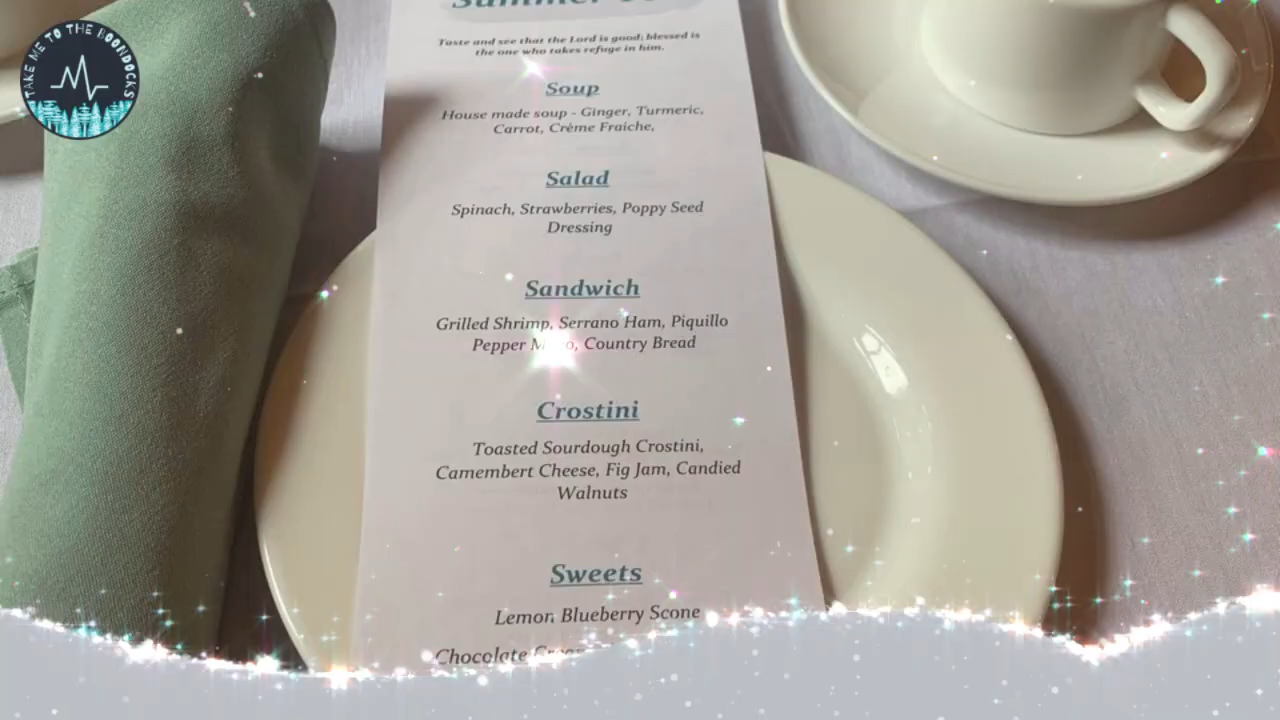 TAKE ME TO THE BOONDOCKS
Summer
Taste and see that the Lord is good; blessed is
the one who takes refuge in him.
Soup
House made soup - Ginger, Turmeric,
Carrot, Crème Fraiche,
Salad
Spinach, Strawberries, Poppy Seed
Dressing
Sandwich
Grilled Shrimp, Serrano Ham, Piquillo
Pepper Country Bread
Crostini
Toasted Sourdough Crostini,
Camembert Cheese, Fig Jam, Candied
Walnuts
Sweets
Lemon Blueberry Scone
Chocolate